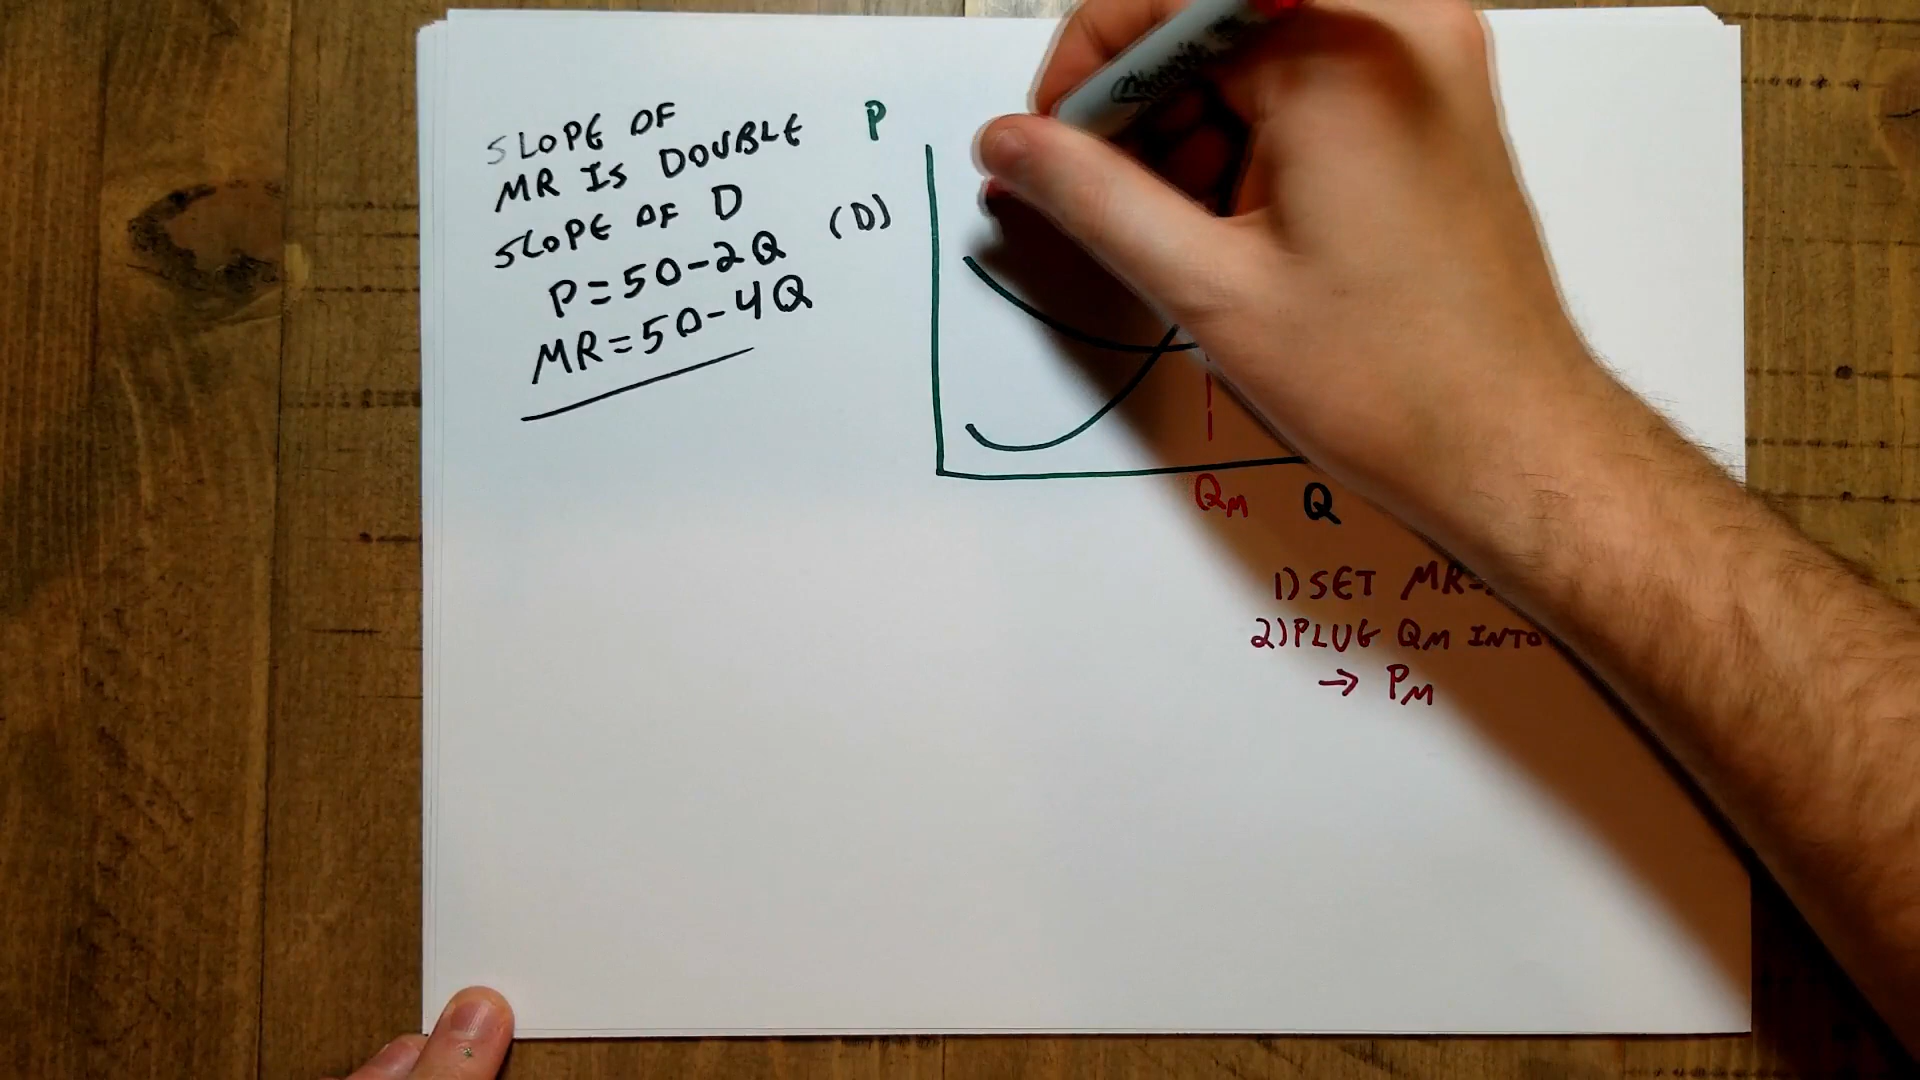 SLOPE OF
MR IS DOUBLE
SLOPE OF D
P=50-2Q (D)
MR=50-4Q
P
QM Q
1) SET MR=
2) PLUG QM INTO
→ PM
Sharpie